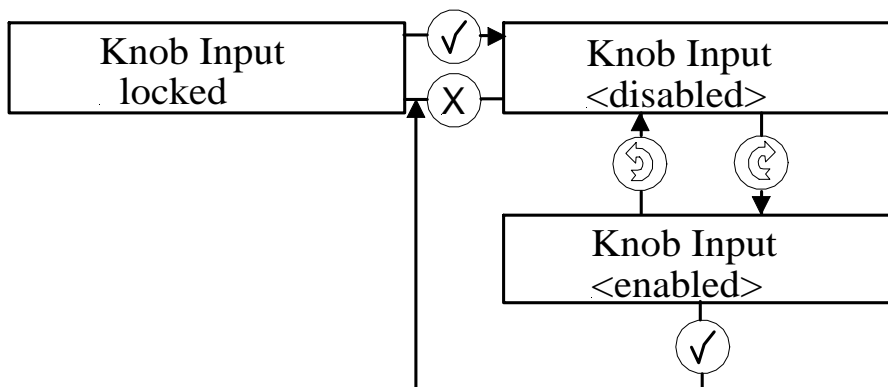 Knob Input
locked
X
Knob Input
<disabled>
Knob Input
<enabled>